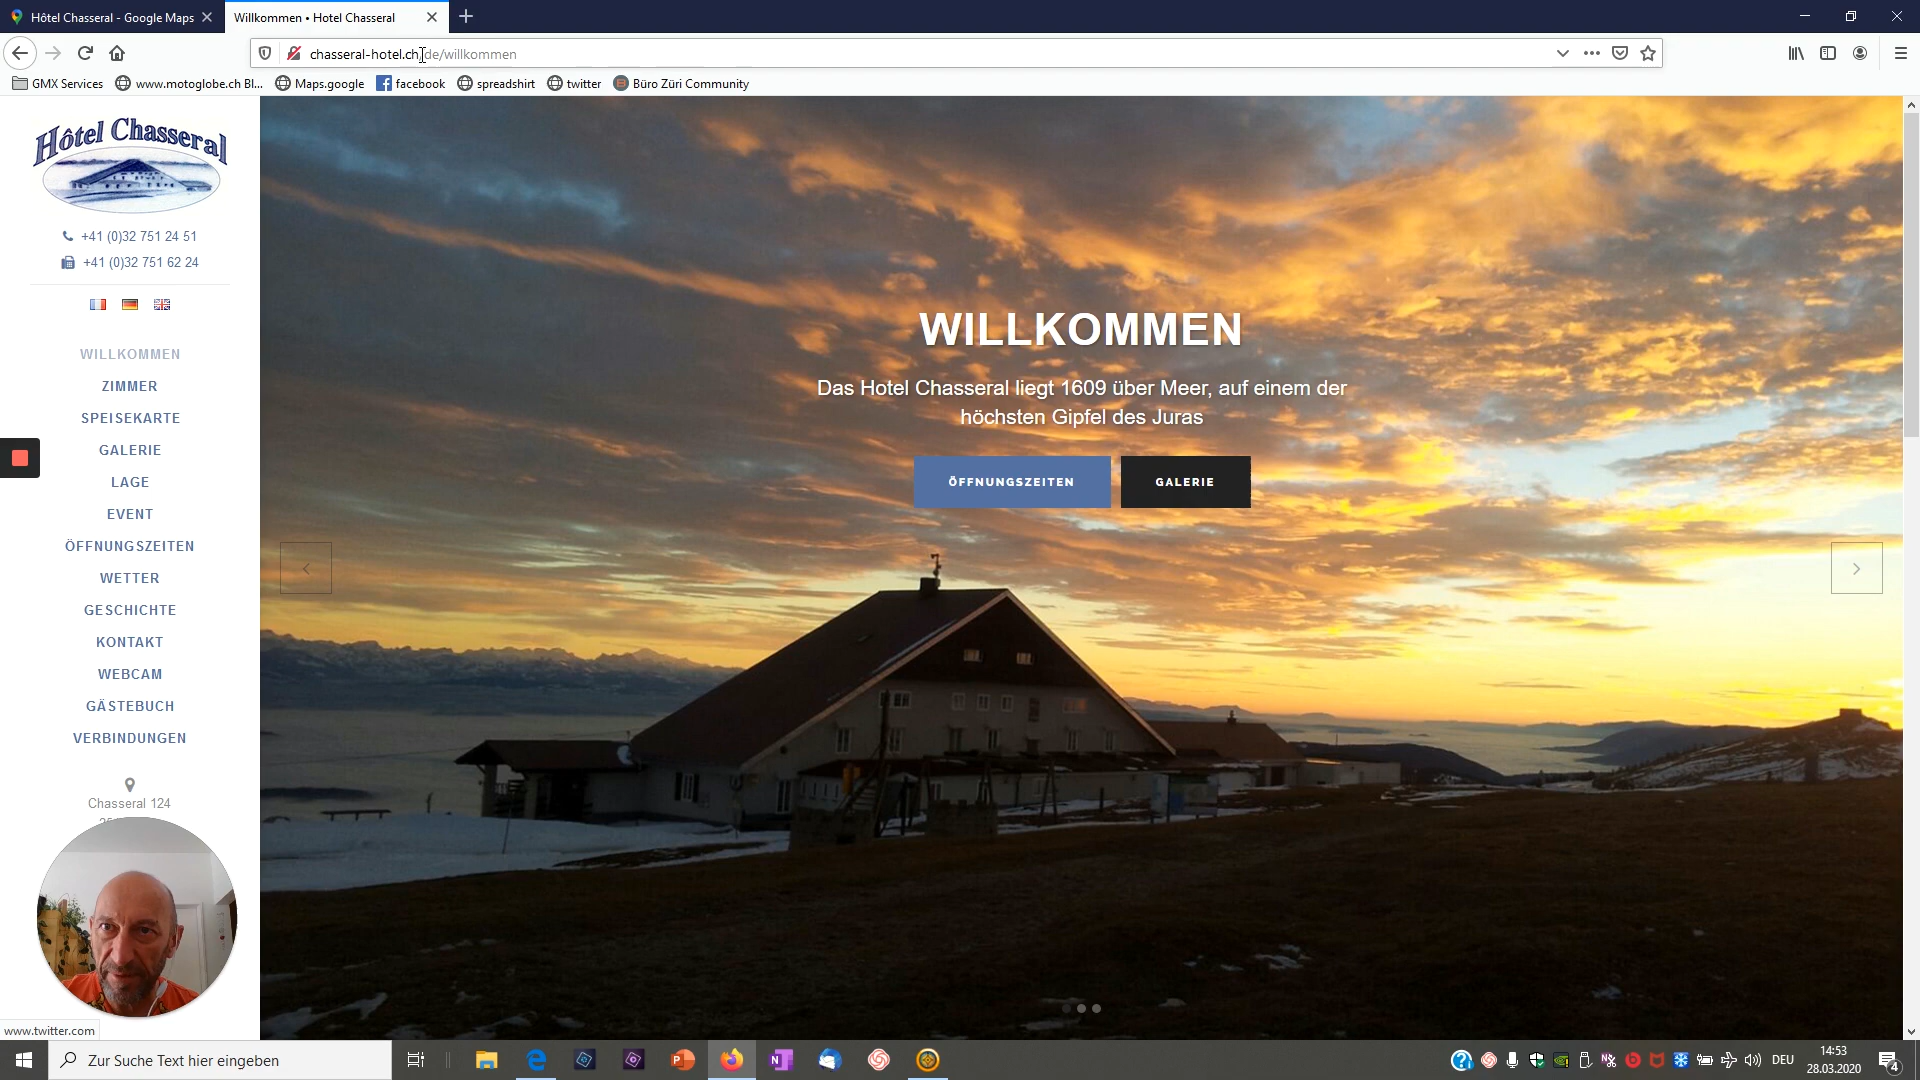 Hôtel Chasseral - Google Maps
Willkommen • Hotel Chasseral
chasseral-hotel.ch/de/willkommen
GMX Services
www.motoglobe.ch Bl...
Maps.google
facebook
spreadshirt
twitter
Büro Züri Community
Hôtel Chasseral
+41 (0)32 751 24 51
+41 (0)32 751 62 24
WILLKOMMEN
ZIMMER
SPEISEKARTE
GALERIE
LAGE
EVENT
ÖFFNUNGSZEITEN
WETTER
GESCHICHTE
KONTAKT
WEBCAM
GÄSTEBUCH
VERBINDUNGEN
Chasseral 124
WILLKOMMEN
Das Hotel Chasseral liegt 1609 über Meer, auf einem der
höchsten Gipfel des Juras
ÖFFNUNGSZEITEN
GALERIE
www.twitter.com
Zur Suche Text hier eingeben
DEU
14:53
28.03.2020
4